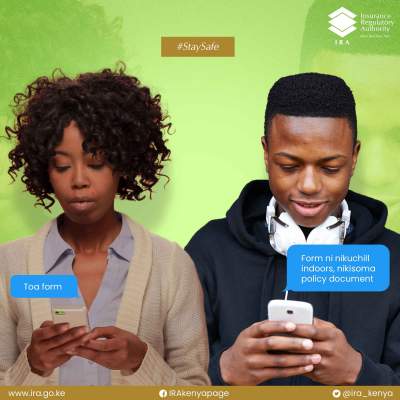 Insurance
Regulatory
Authority
IRA
#StaySafe
Toa form
Form ni nikuchill
indoors, nikisoma
policy document
www.ira.go.ke
IRAkenyapage
@ira_kenya